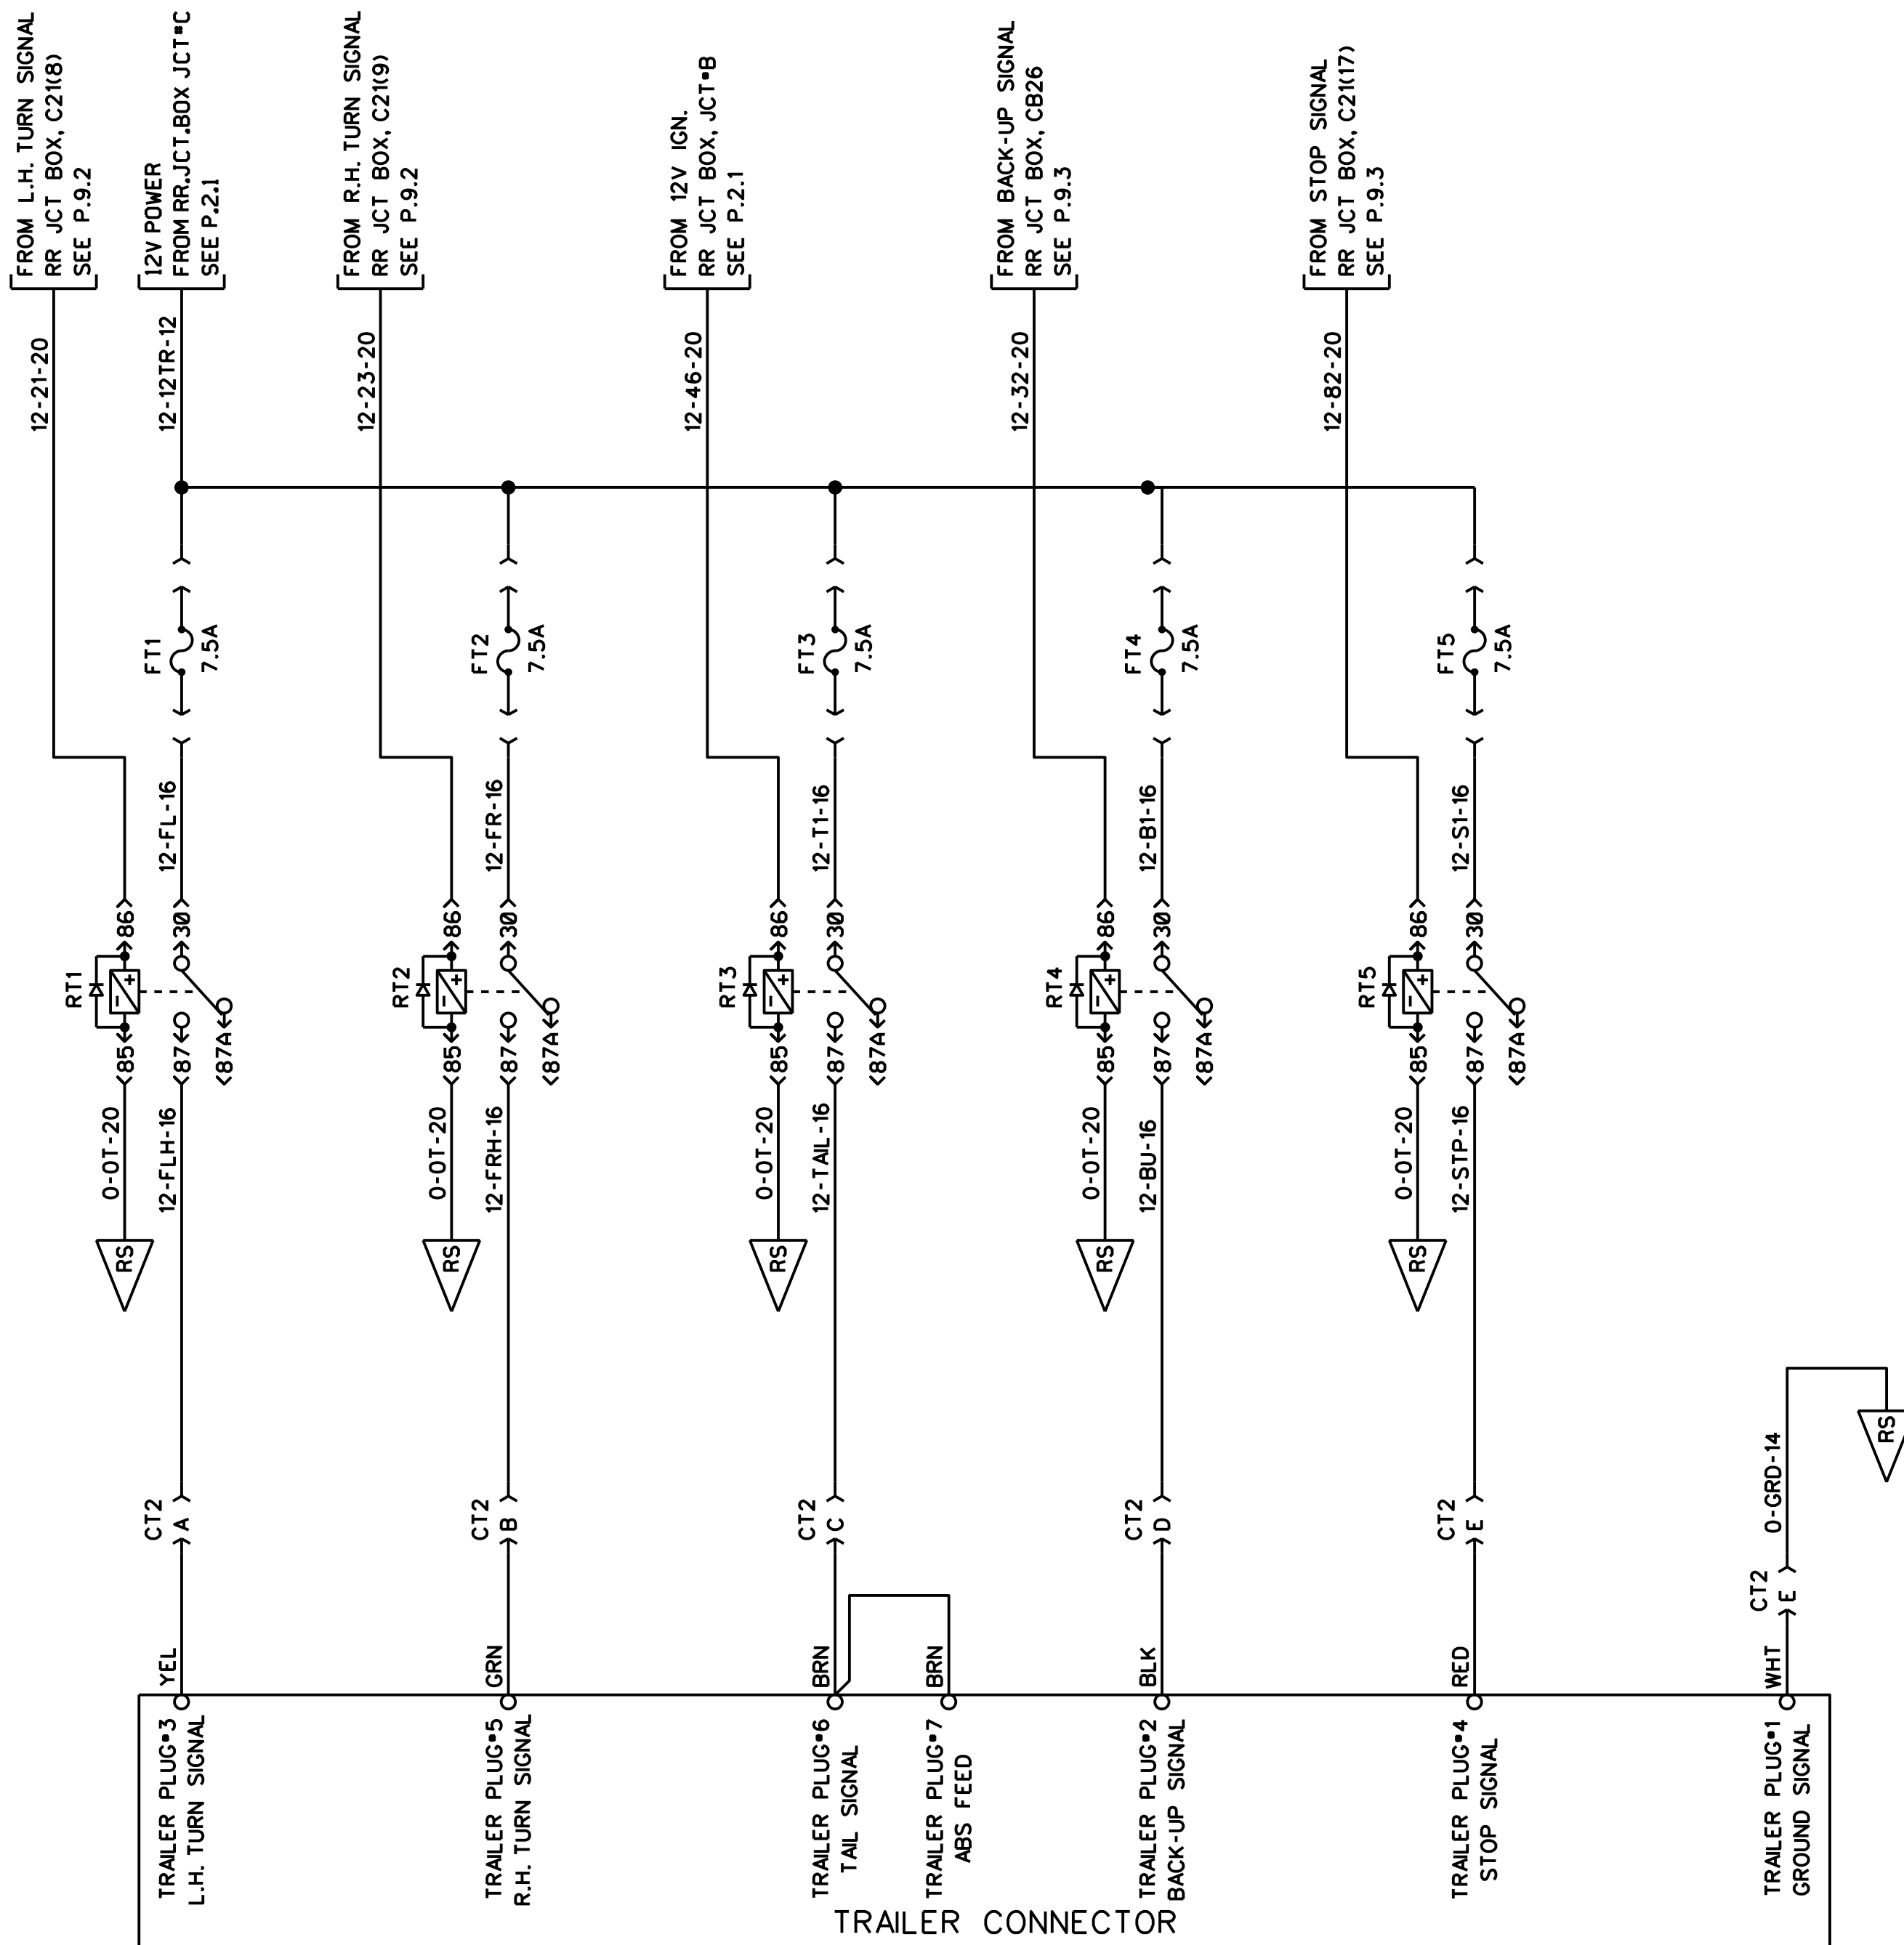 FROM L.H. TURN SIGNAL
RR JCT BOX, C21(8)
SEE P.9.2
12V POWER
FROM RR.JCT.BOX JCT#C
SEE P.2.1
FROM R.H. TURN SIGNAL
RR JCT BOX, C21(9)
SEE P.9.2
FROM 12V IGN.
RR JCT BOX, JCT#B
SEE P.2.1
FROM BACK-UP SIGNAL
RR JCT BOX, CB26
SEE P.9.3
FROM STOP SIGNAL
RR JCT BOX, C21(17)
SEE P.9.3
12-21-20
12-12TR-12
12-23-20
12-46-20
12-32-20
12-82-20
FT1
7.5A
FT2
7.5A
FT3
7.5A
FT4
7.5A
FT5
7.5A
12-FL-16
12-FR-16
12-T1-16
12-B1-16
12-S1-16
RT1
86
30
- +
85
87
87A
RT2
86
30
- +
85
87
87A
RT3
86
30
- +
85
87
87A
RT4
86
30
- +
85
87
87A
RT5
86
30
- +
85
87
87A
0-0T-20
12-FLH-16
0-0T-20
12-FRH-16
0-0T-20
12-TAIL-16
0-0T-20
12-BU-16
0-0T-20
12-STP-16
RS
RS
RS
RS
RS
CT2
A
CT2
B
CT2
C
CT2
D
CT2
E
0-GRD-14
RS
CT2
E
YEL
GRN
BRN
BRN
BLK
RED
WHT
TRAILER PLUG#3
L.H. TURN SIGNAL
TRAILER PLUG#5
R.H. TURN SIGNAL
TRAILER PLUG#6
TAIL SIGNAL
TRAILER PLUG#7
ABS FEED
TRAILER PLUG#2
BACK-UP SIGNAL
TRAILER PLUG#4
STOP SIGNAL
TRAILER PLUG#1
GROUND SIGNAL
TRAILER CONNECTOR